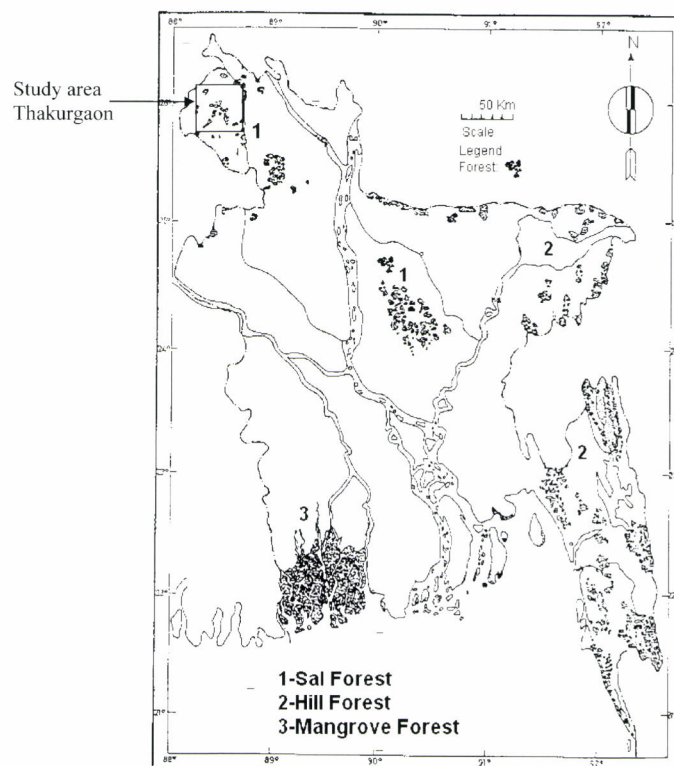 88° 89° 90° 91° 92°
N
Study area
Thakurgaon
1
50 Km
Scale
Legend
Forest:
2
1
2
3
1-Sal Forest
2-Hill Forest
3-Mangrove Forest
88° 89° 90° 91°